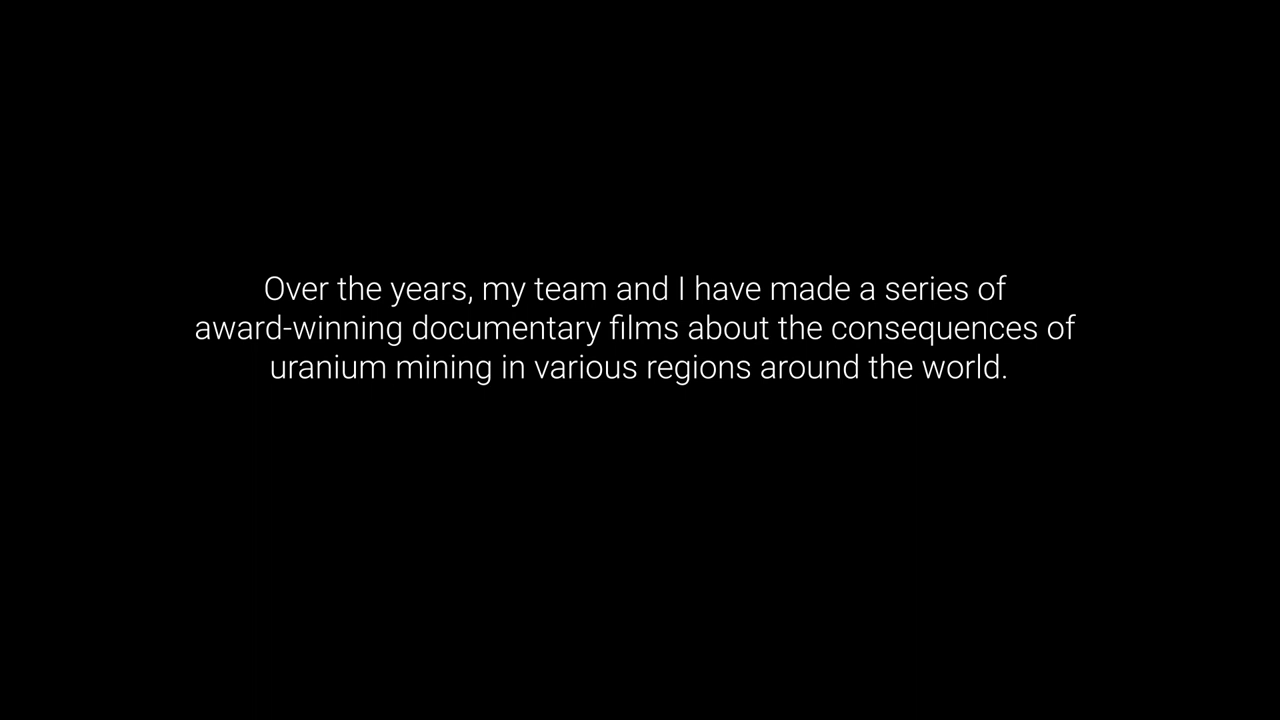 Over the years, my team and I have made a series of
award-winning documentary films about the consequences of
uranium mining in various regions around the world.